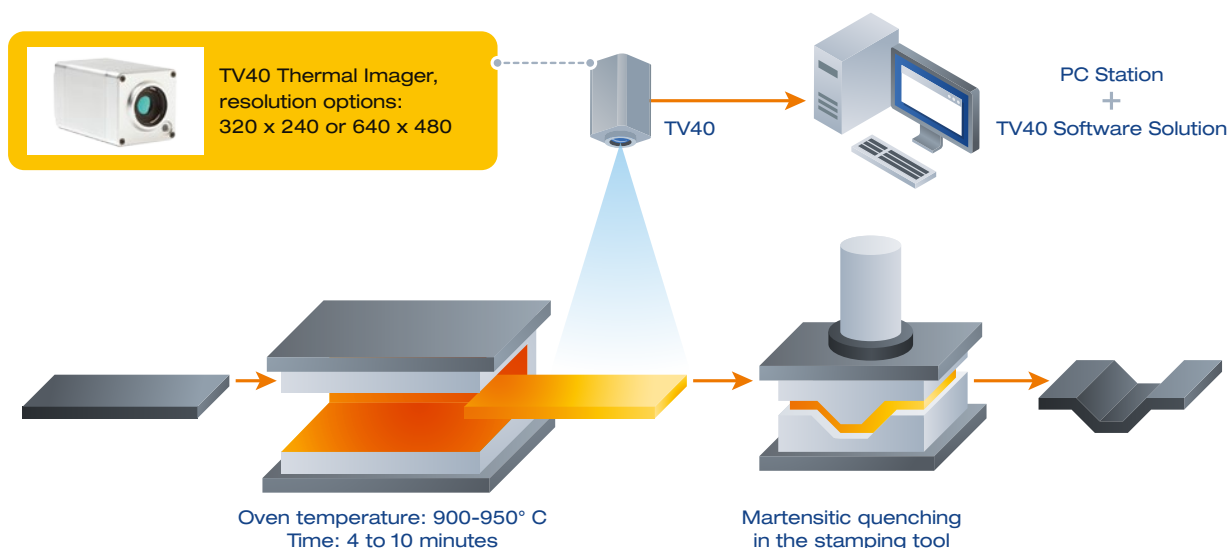 TV40 Thermal Imager,
resolution options:
320 x 240 or 640 x 480
TV40
PC Station
+
TV40 Software Solution
Oven temperature: 900-950° C
Time: 4 to 10 minutes
Martensitic quenching
in the stamping tool